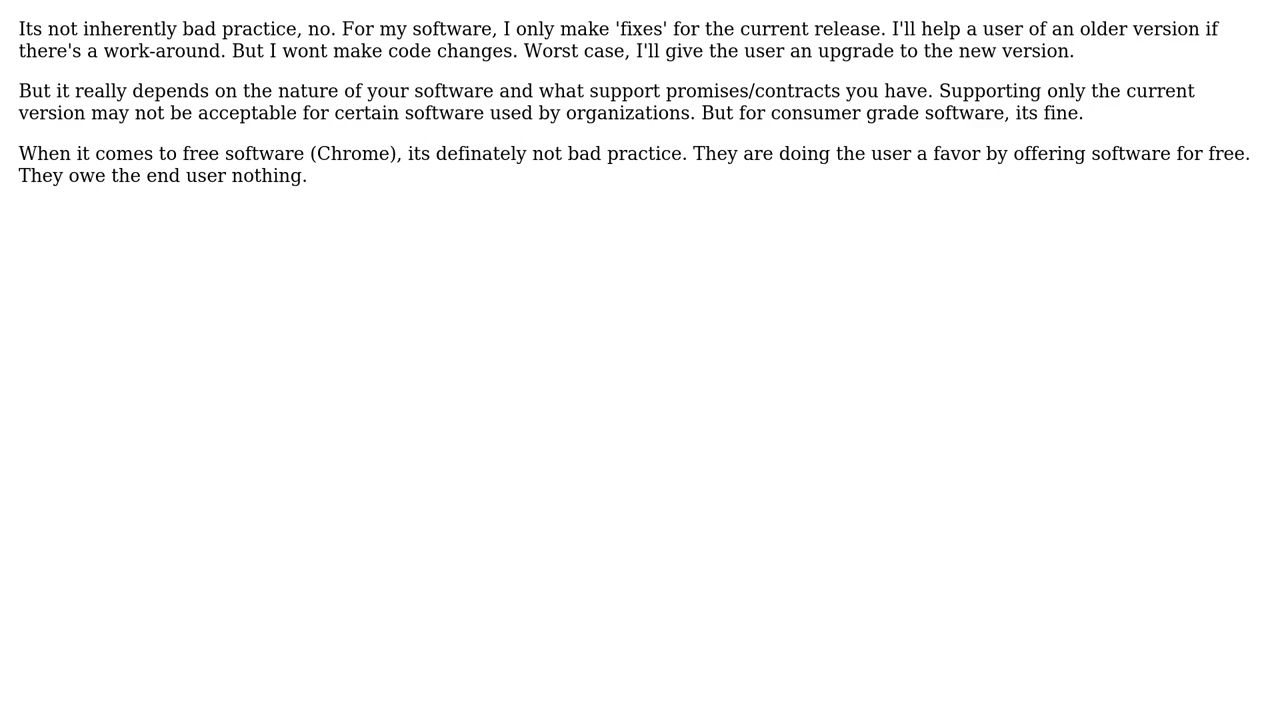 Its not inherently bad practice, no. For my software, I only make 'fixes' for the current release. I'll help a user of an older version if
there's a work-around. But I wont make code changes. Worst case, I'll give the user an upgrade to the new version.
But it really depends on the nature of your software and what support promises/contracts you have. Supporting only the current
version may not be acceptable for certain software used by organizations. But for consumer grade software, its fine.
When it comes to free software (Chrome), its definately not bad practice. They are doing the user a favor by offering software for free.
They owe the end user nothing.